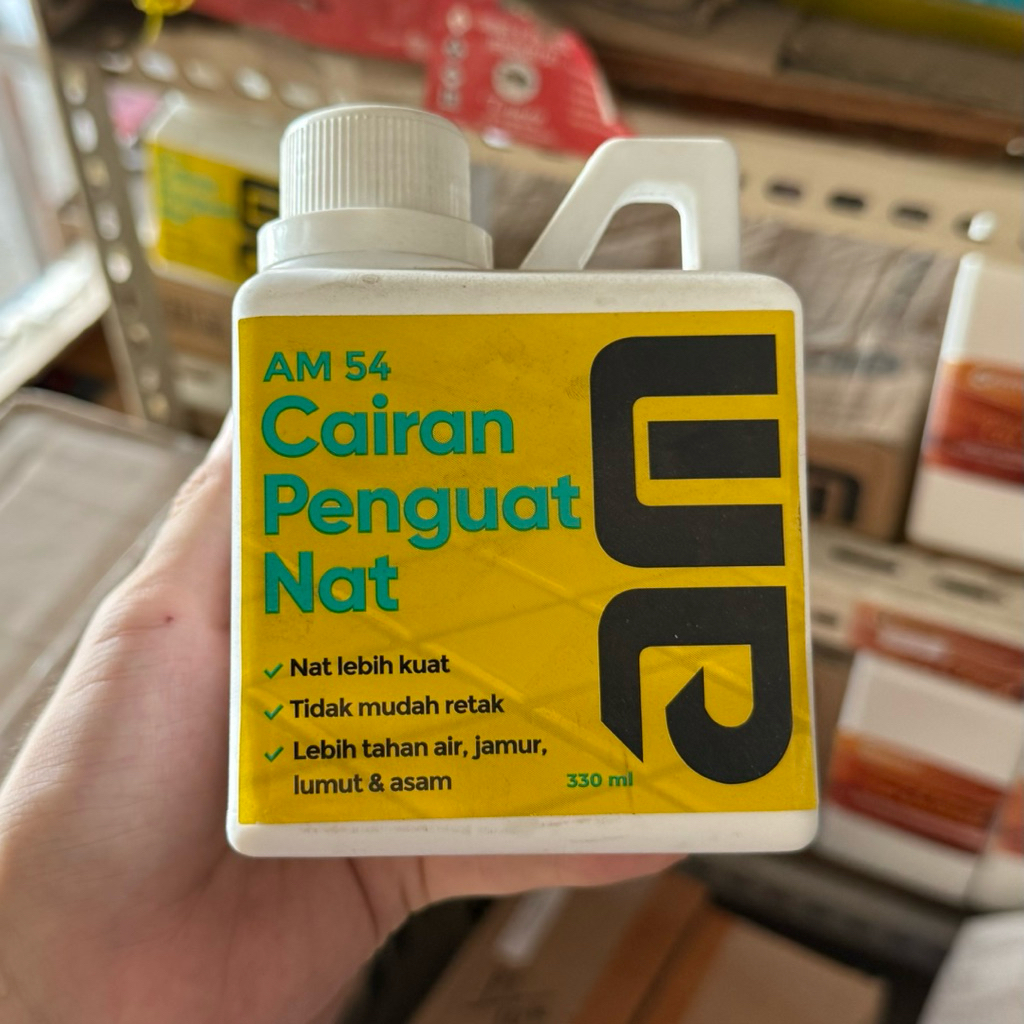 AM 54
Cairan
Penguat
Nat
Nat lebih kuat
Tidak mudah retak
Lebih tahan air, jamur,
lumut & asam
330 ml